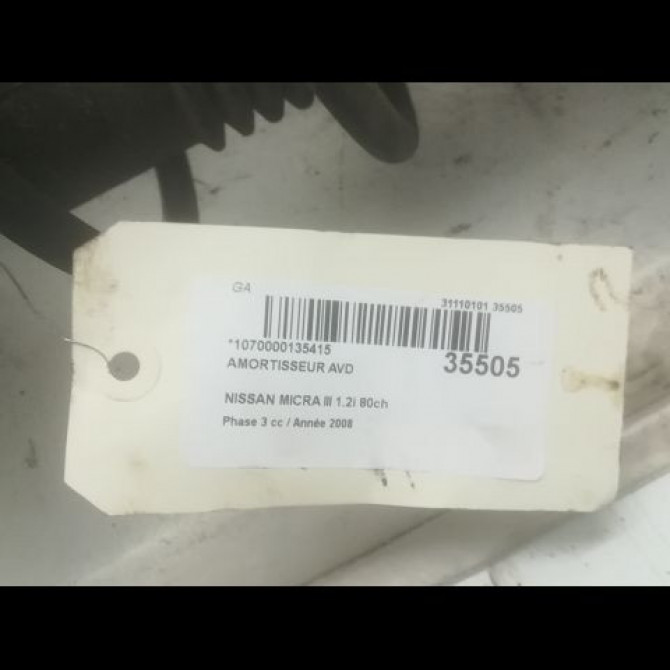 G4
31110101 35505
*1070000135415
35505
AMORTISSEUR AVD
NISSAN MICRA III 1.2i 80ch
Phase 3 cc / Année 2008